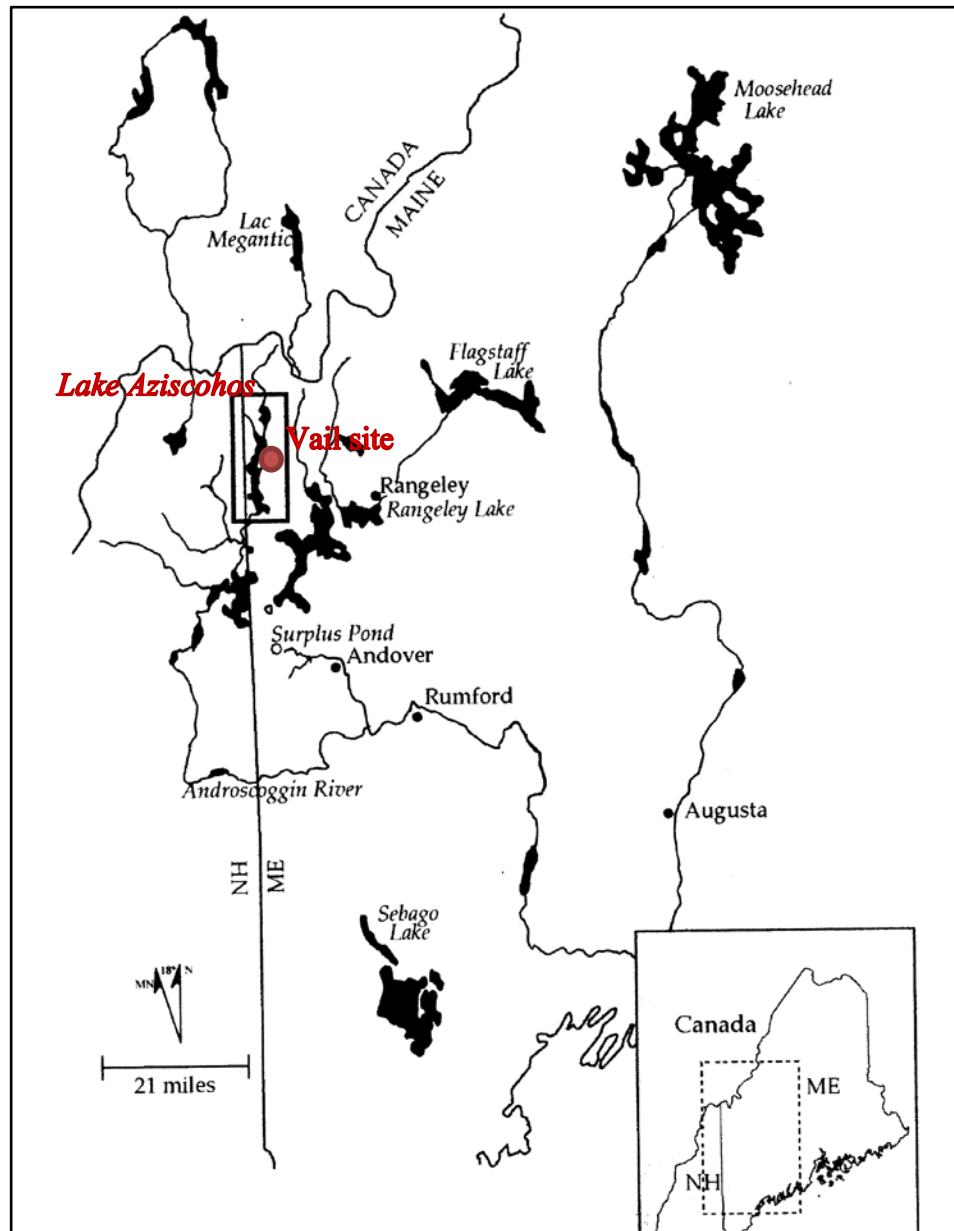 Moosehead
Lake
CANADA
MAINE
Lac
Megantic
Flagstaff
Lake
Lake Aziscohos
Vail site
Rangeley
Rangeley Lake
Surplus Pond
Andover
Rumford
Androscoggin River
Augusta
NH
ME
Sebago
Lake
18°
N
MN
21 miles
Canada
ME
NH